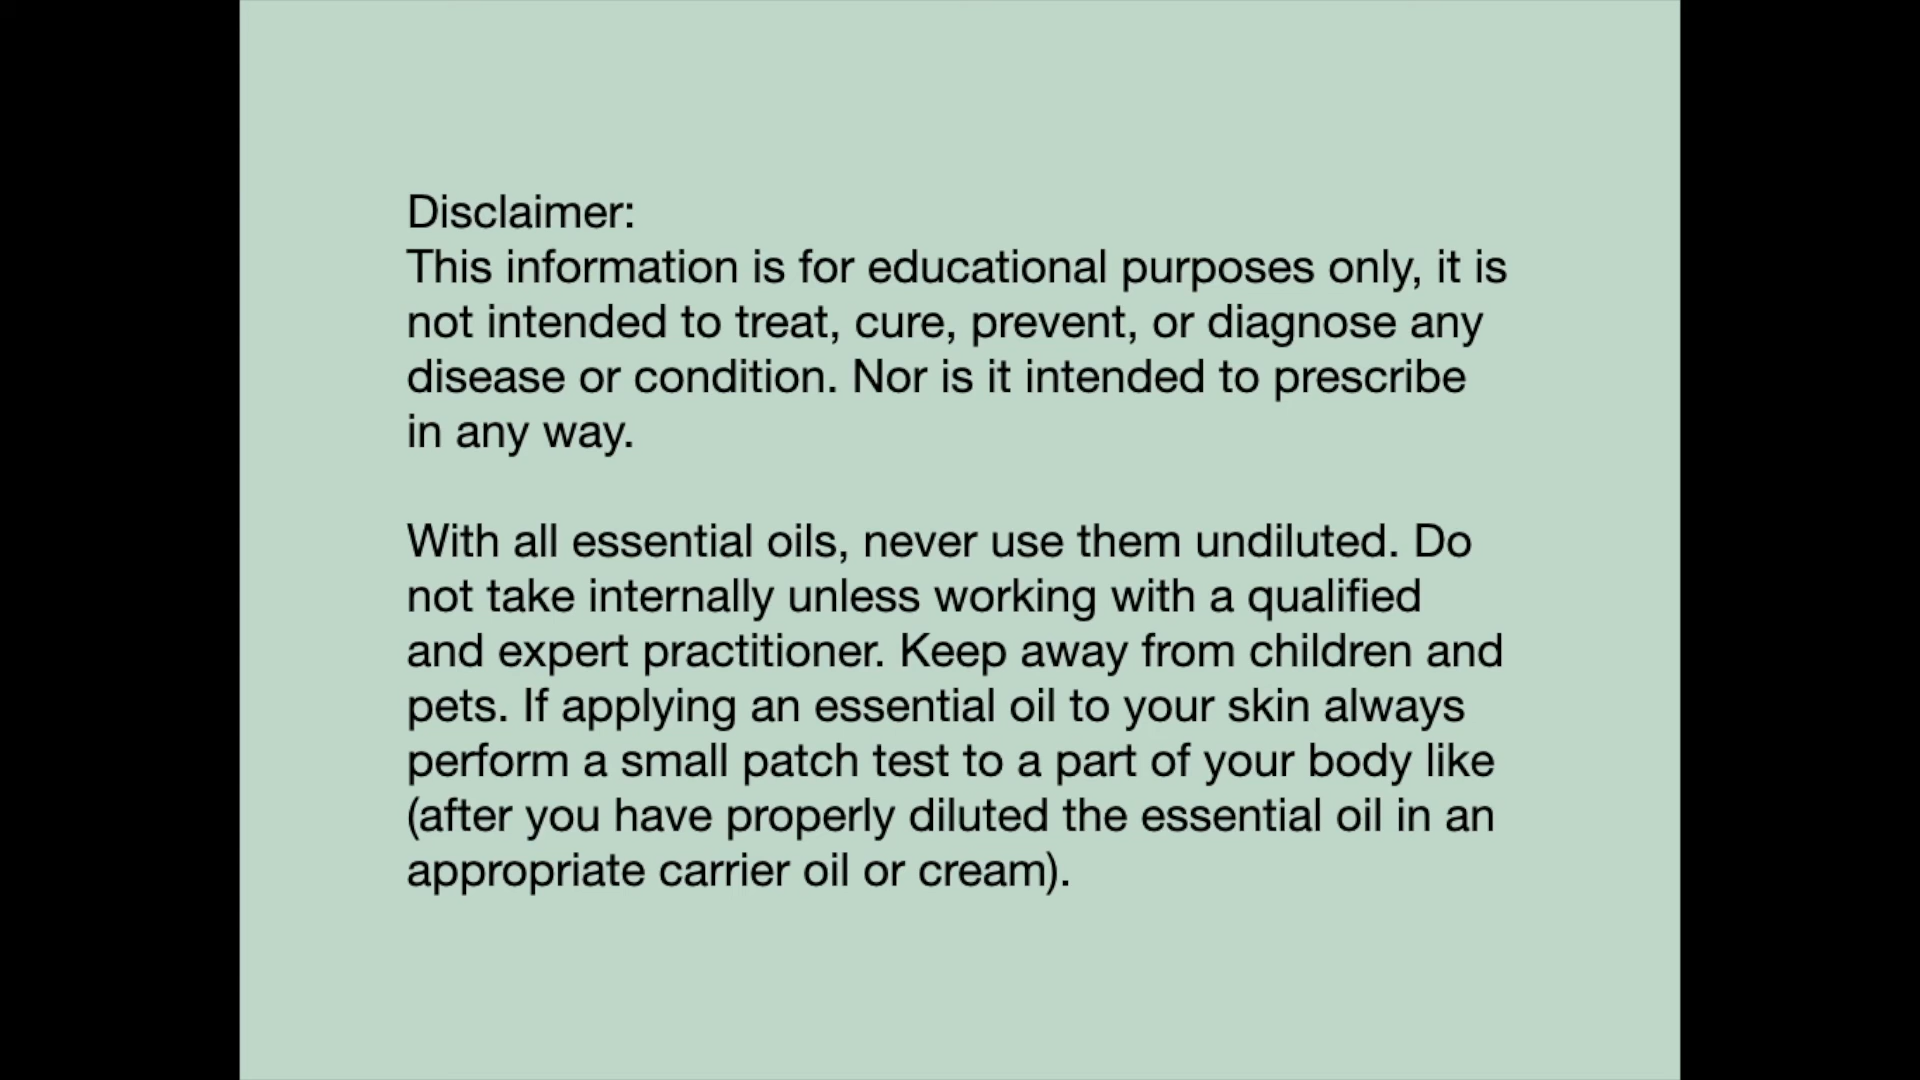 Disclaimer:
This information is for educational purposes only, it is
not intended to treat, cure, prevent, or diagnose any
disease or condition. Nor is it intended to prescribe
in any way.
With all essential oils, never use them undiluted. Do
not take internally unless working with a qualified
and expert practitioner. Keep away from children and
pets. If applying an essential oil to your skin always
perform a small patch test to a part of your body like
(after you have properly diluted the essential oil in an
appropriate carrier oil or cream).